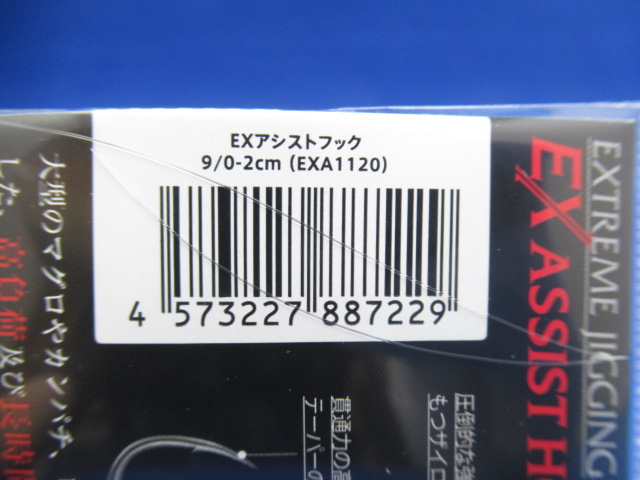 EXアシストフック
9/0-2cm (EXA1120)
4 573227 887229
EXTREME JIGGING
EX ASSIST H
大型のマグロやカンパチ、
した。高負荷及び長時
圧倒的な強
もつサイロ
貫通力の高
テーパーの